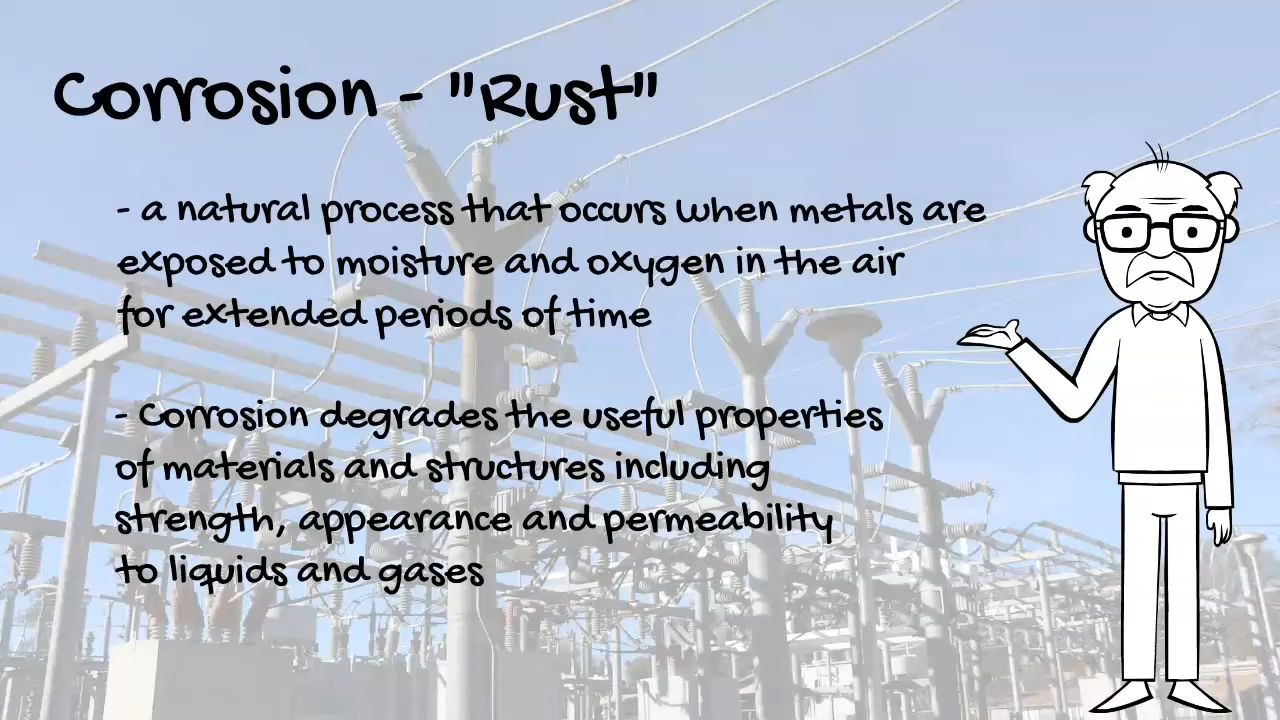 Corrosion - "Rust"
- a natural process that occurs when metals are
exposed to moisture and oxygen in the air
for extended periods of time
- Corrosion degrades the useful properties
of materials and structures including
strength, appearance and permeability
to liquids and gases